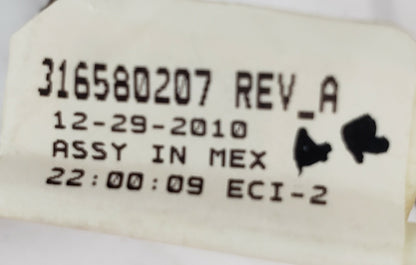 316580207 REV_A
12-29-2010
ASSY IN MEX
22:00:09 ECI-2